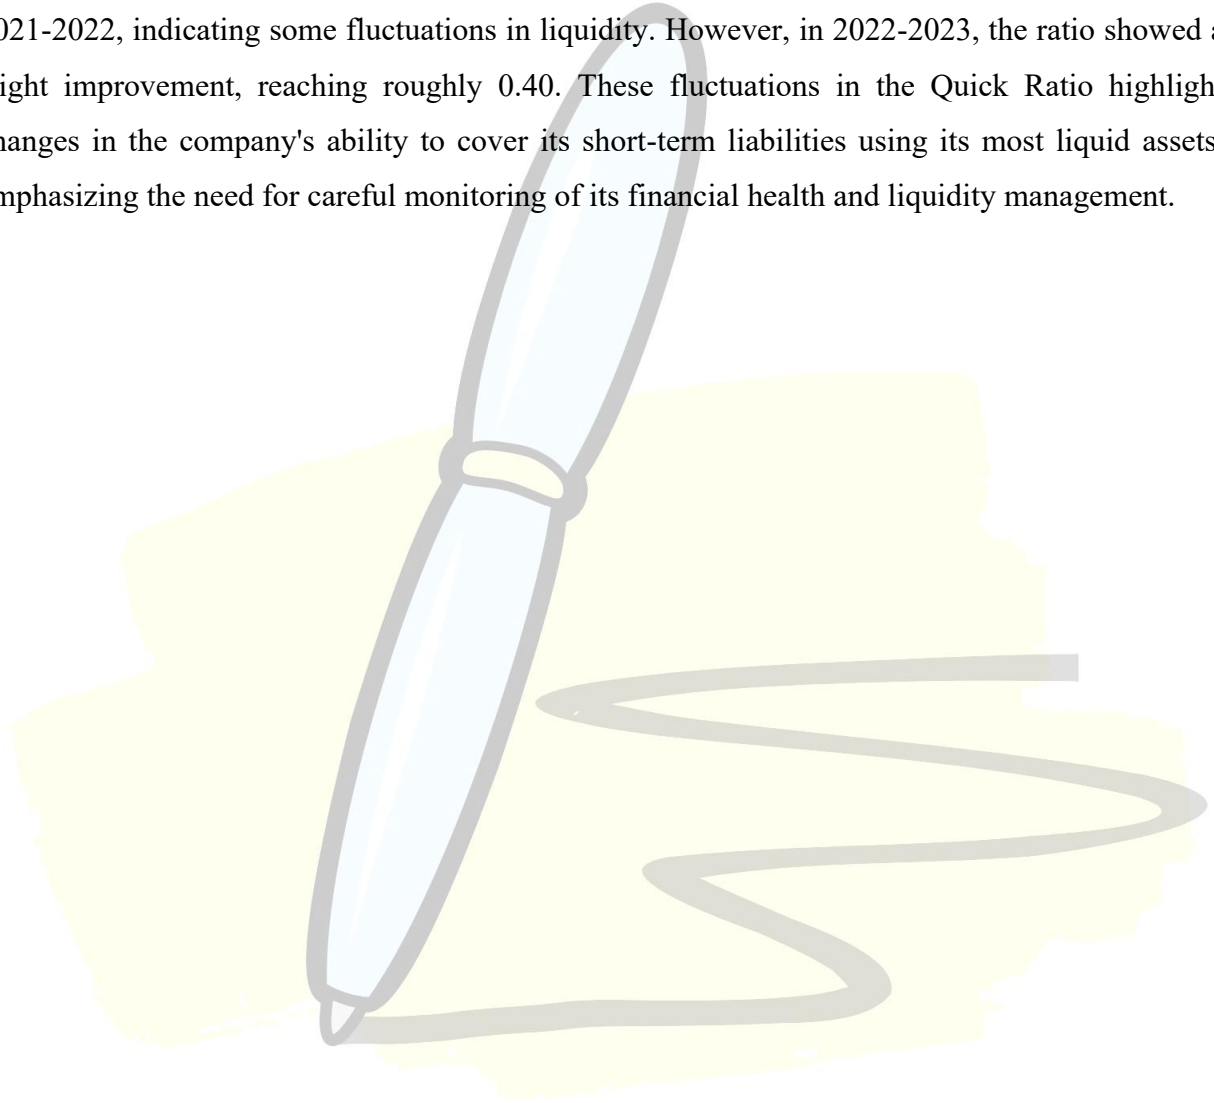 021-2022, indicating some fluctuations in liquidity. However, in 2022-2023, the ratio showed a
ight improvement, reaching roughly 0.40. These fluctuations in the Quick Ratio highligh
hanges in the company's ability to cover its short-term liabilities using its most liquid assets
mphasizing the need for careful monitoring of its financial health and liquidity management.